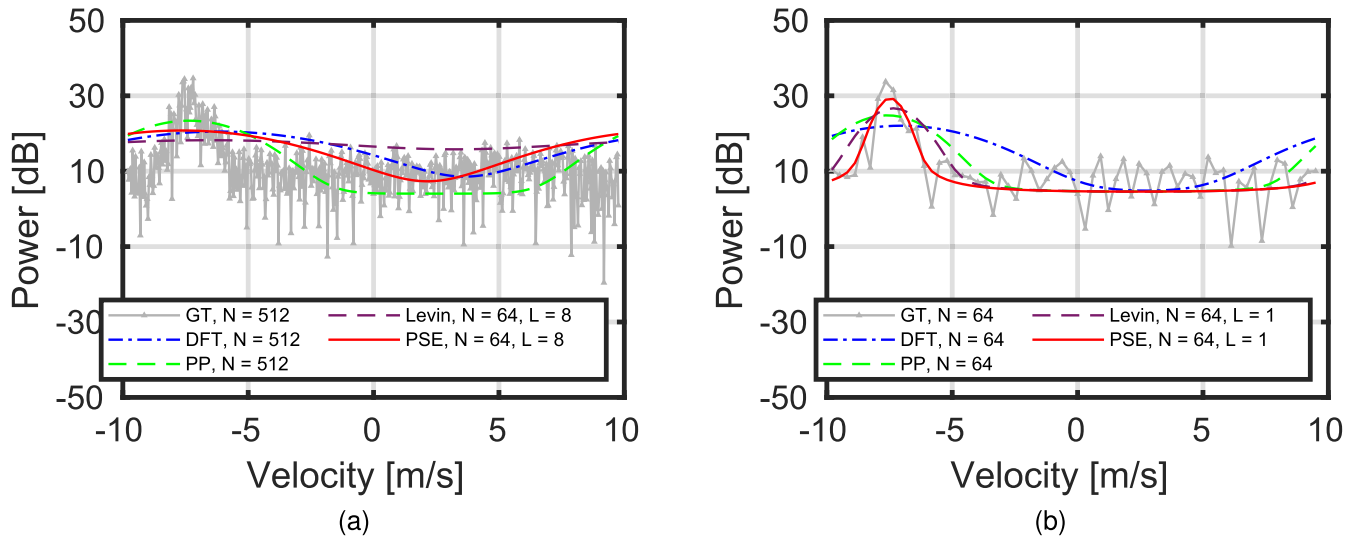 50
30
10
-10
-30
-50
Power [dB]
GT, N = 512
DFT, N = 512
PP, N = 512
Levin, N = 64, L = 8
PSE, N = 64, L = 8
-10 -5 0 5 10
Velocity [m/s]
(a)
50
30
10
-10
-30
-50
Power [dB]
GT, N = 64
DFT, N = 64
PP, N = 64
Levin, N = 64, L = 1
PSE, N = 64, L = 1
-10 -5 0 5 10
Velocity [m/s]
(b)